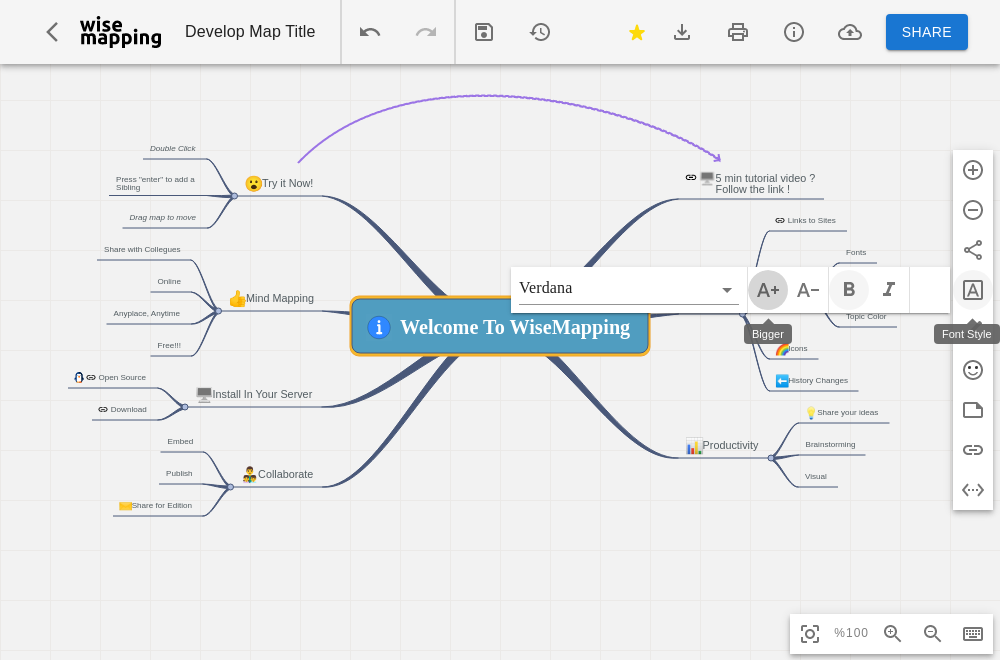 wise
mapping
Develop Map Title
SHARE
Double Click
Press "enter" to add a
Sibling
Drag map to move
Try it Now!
5 min tutorial video ?
Follow the link !
Links to Sites
Fonts
Share with Collegues
Online
Anyplace, Anytime
Free!!!
Mind Mapping
Verdana
A+
A-
B
I
A
Bigger
Font Style
Welcome To WiseMapping
Topic Color
Icons
History Changes
Open Source
Download
Install In Your Server
Share your ideas
Brainstorming
Visual
Productivity
Embed
Publish
Share for Edition
Collaborate
%100